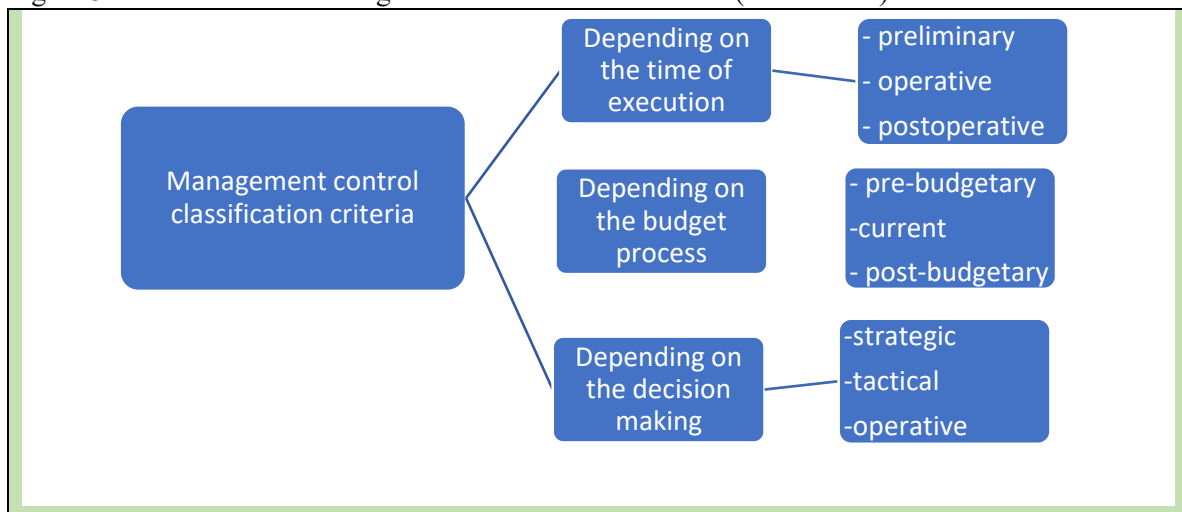 Management control
classification criteria
Depending on
the time of
execution
- preliminary
- operative
- postoperative
Depending on
the budget
process
- pre-budgetary
-current
- post-budgetary
Depending on
the decision
making
-strategic
-tactical
-operative